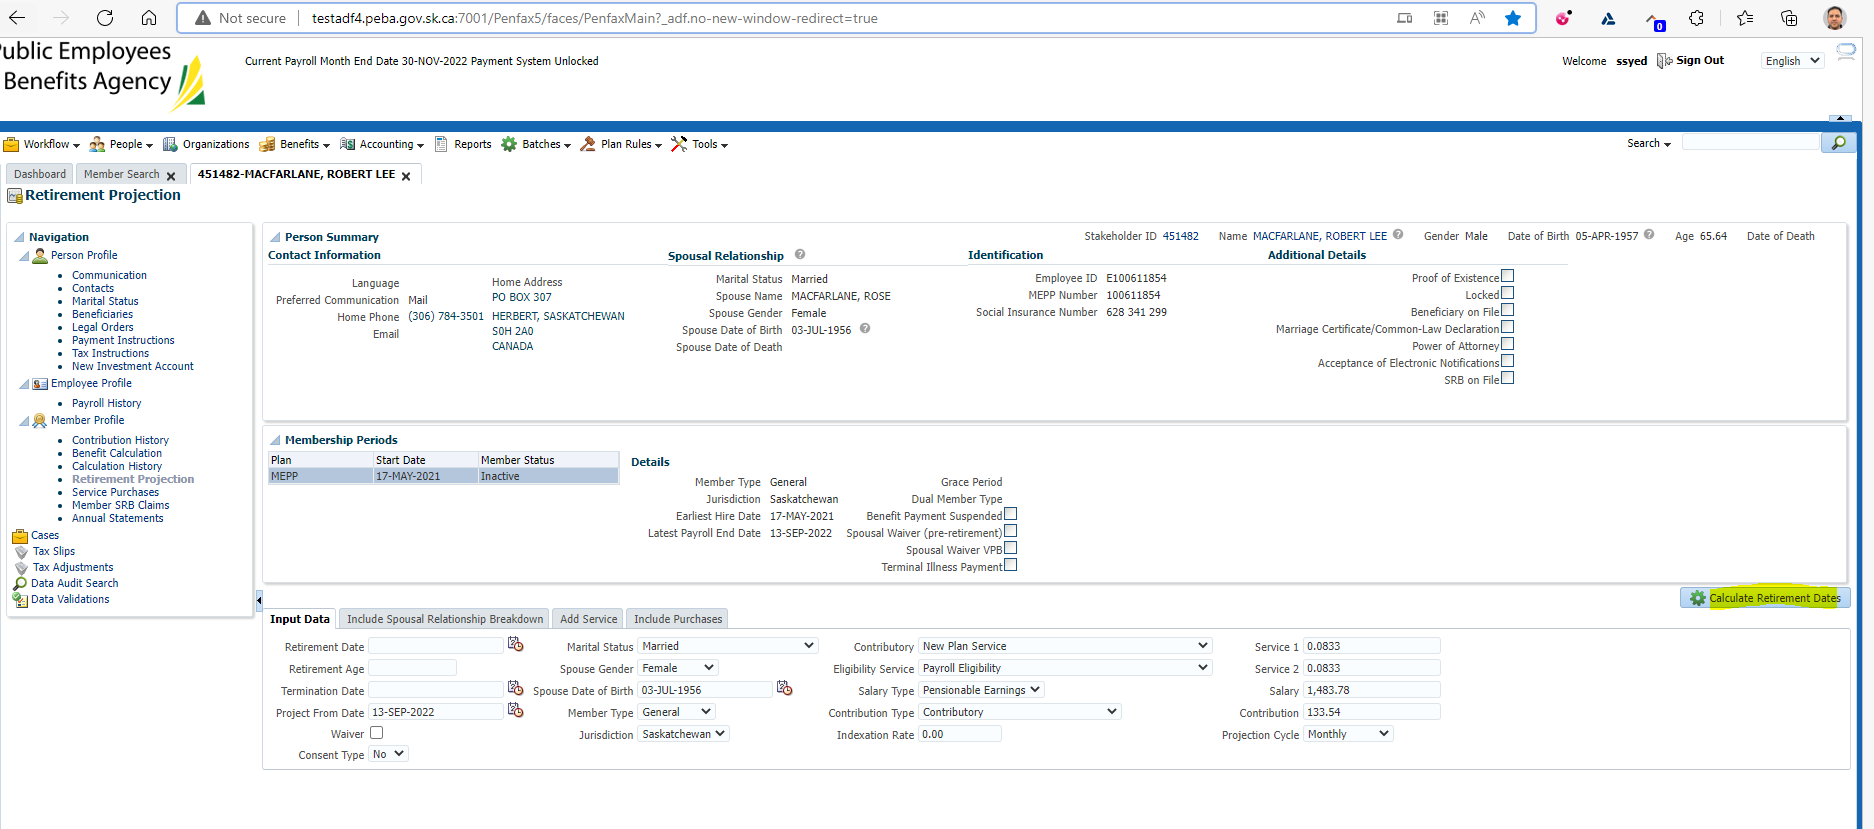 Not secure | testadf4.peba.gov.sk.ca:7001/Penfax5/faces/PenfaxMain?_adf.no-new-window-redirect=true
Public Employees
Benefits Agency
Current Payroll Month End Date 30-NOV-2022 Payment System Unlocked
Welcome ssyed Sign Out English
Workflow People Organizations Benefits Accounting Reports Batches Plan Rules Tools Search
Dashboard Member Search 451482-MACFARLANE, ROBERT LEE
Retirement Projection
Navigation
Person Profile
Communication
Contacts
Marital Status
Beneficiaries
Legal Orders
Payment Instructions
Tax Instructions
New Investment Account
Employee Profile
Payroll History
Member Profile
Contribution History
Benefit Calculation
Calculation History
Retirement Projection
Service Purchases
Member SRB Claims
Annual Statements
Cases
Tax Slips
Tax Adjustments
Data Audit Search
Data Validations
Person Summary
Stakeholder ID 451482 Name MACFARLANE, ROBERT LEE Gender Male Date of Birth 05-APR-1957 Age 65.64 Date of Death
Contact Information
Language
Preferred Communication Mail
Home Phone (306) 784-3501
Email
Home Address
PO BOX 307
HERBERT, SASKATCHEWAN
S0H 2A0
CANADA
Spousal Relationship
Marital Status Married
Spouse Name MACFARLANE, ROSE
Spouse Gender Female
Spouse Date of Birth 03-JUL-1956
Spouse Date of Death
Identification
Employee ID E100611854
MEPP Number 100611854
Social Insurance Number 628 341 299
Additional Details
Proof of Existence
Locked
Beneficiary on File
Marriage Certificate/Common-Law Declaration
Power of Attorney
Acceptance of Electronic Notifications
SRB on File
Membership Periods
Plan Start Date Member Status
MEPP 17-MAY-2021 Inactive
Details
Member Type General
Jurisdiction Saskatchewan
Earliest Hire Date 17-MAY-2021
Latest Payroll End Date 13-SEP-2022
Grace Period
Dual Member Type
Benefit Payment Suspended
Spousal Waiver (pre-retirement)
Spousal Waiver VPB
Terminal Illness Payment
Calculate Retirement Dates
Input Data Include Spousal Relationship Breakdown Add Service Include Purchases
Retirement Date
Retirement Age
Termination Date
Project From Date 13-SEP-2022
Waiver
Consent Type No
Marital Status Married
Spouse Gender Female
Spouse Date of Birth 03-JUL-1956
Member Type General
Jurisdiction Saskatchewan
Contributory New Plan Service
Eligibility Service Payroll Eligibility
Salary Type Pensionable Earnings
Contribution Type Contributory
Indexation Rate 0.00
Service 1 0.0833
Service 2 0.0833
Salary 1,483.78
Contribution 133.54
Projection Cycle Monthly
0